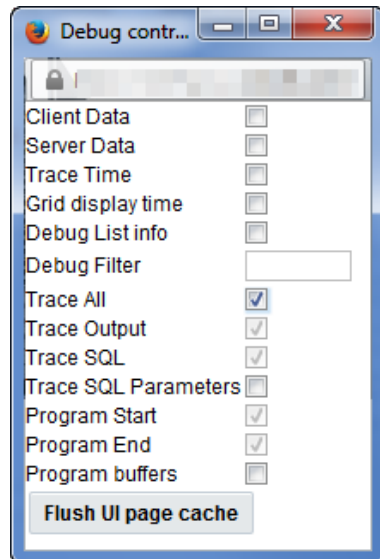 Debug contr...
Client Data
Server Data
Trace Time
Grid display time
Debug List info
Debug Filter
Trace All
Trace Output
Trace SQL
Trace SQL Parameters
Program Start
Program End
Program buffers
Flush UI page cache